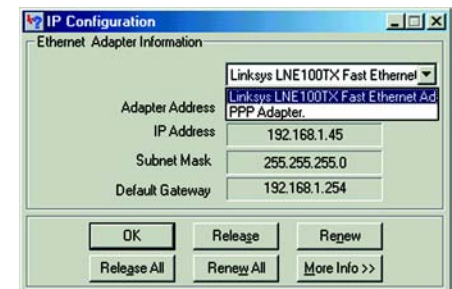 IP Configuration
Ethernet Adapter Information
Linksys LNE100TX Fast Ethernet
Linksys LNE100TX Fast Ethernet Ad
Adapter Address
PPP Adapter.
IP Address 192.168.1.45
Subnet Mask 255.255.255.0
Default Gateway 192.168.1.254
OK Release Renew
Release All Renew All More Info >>